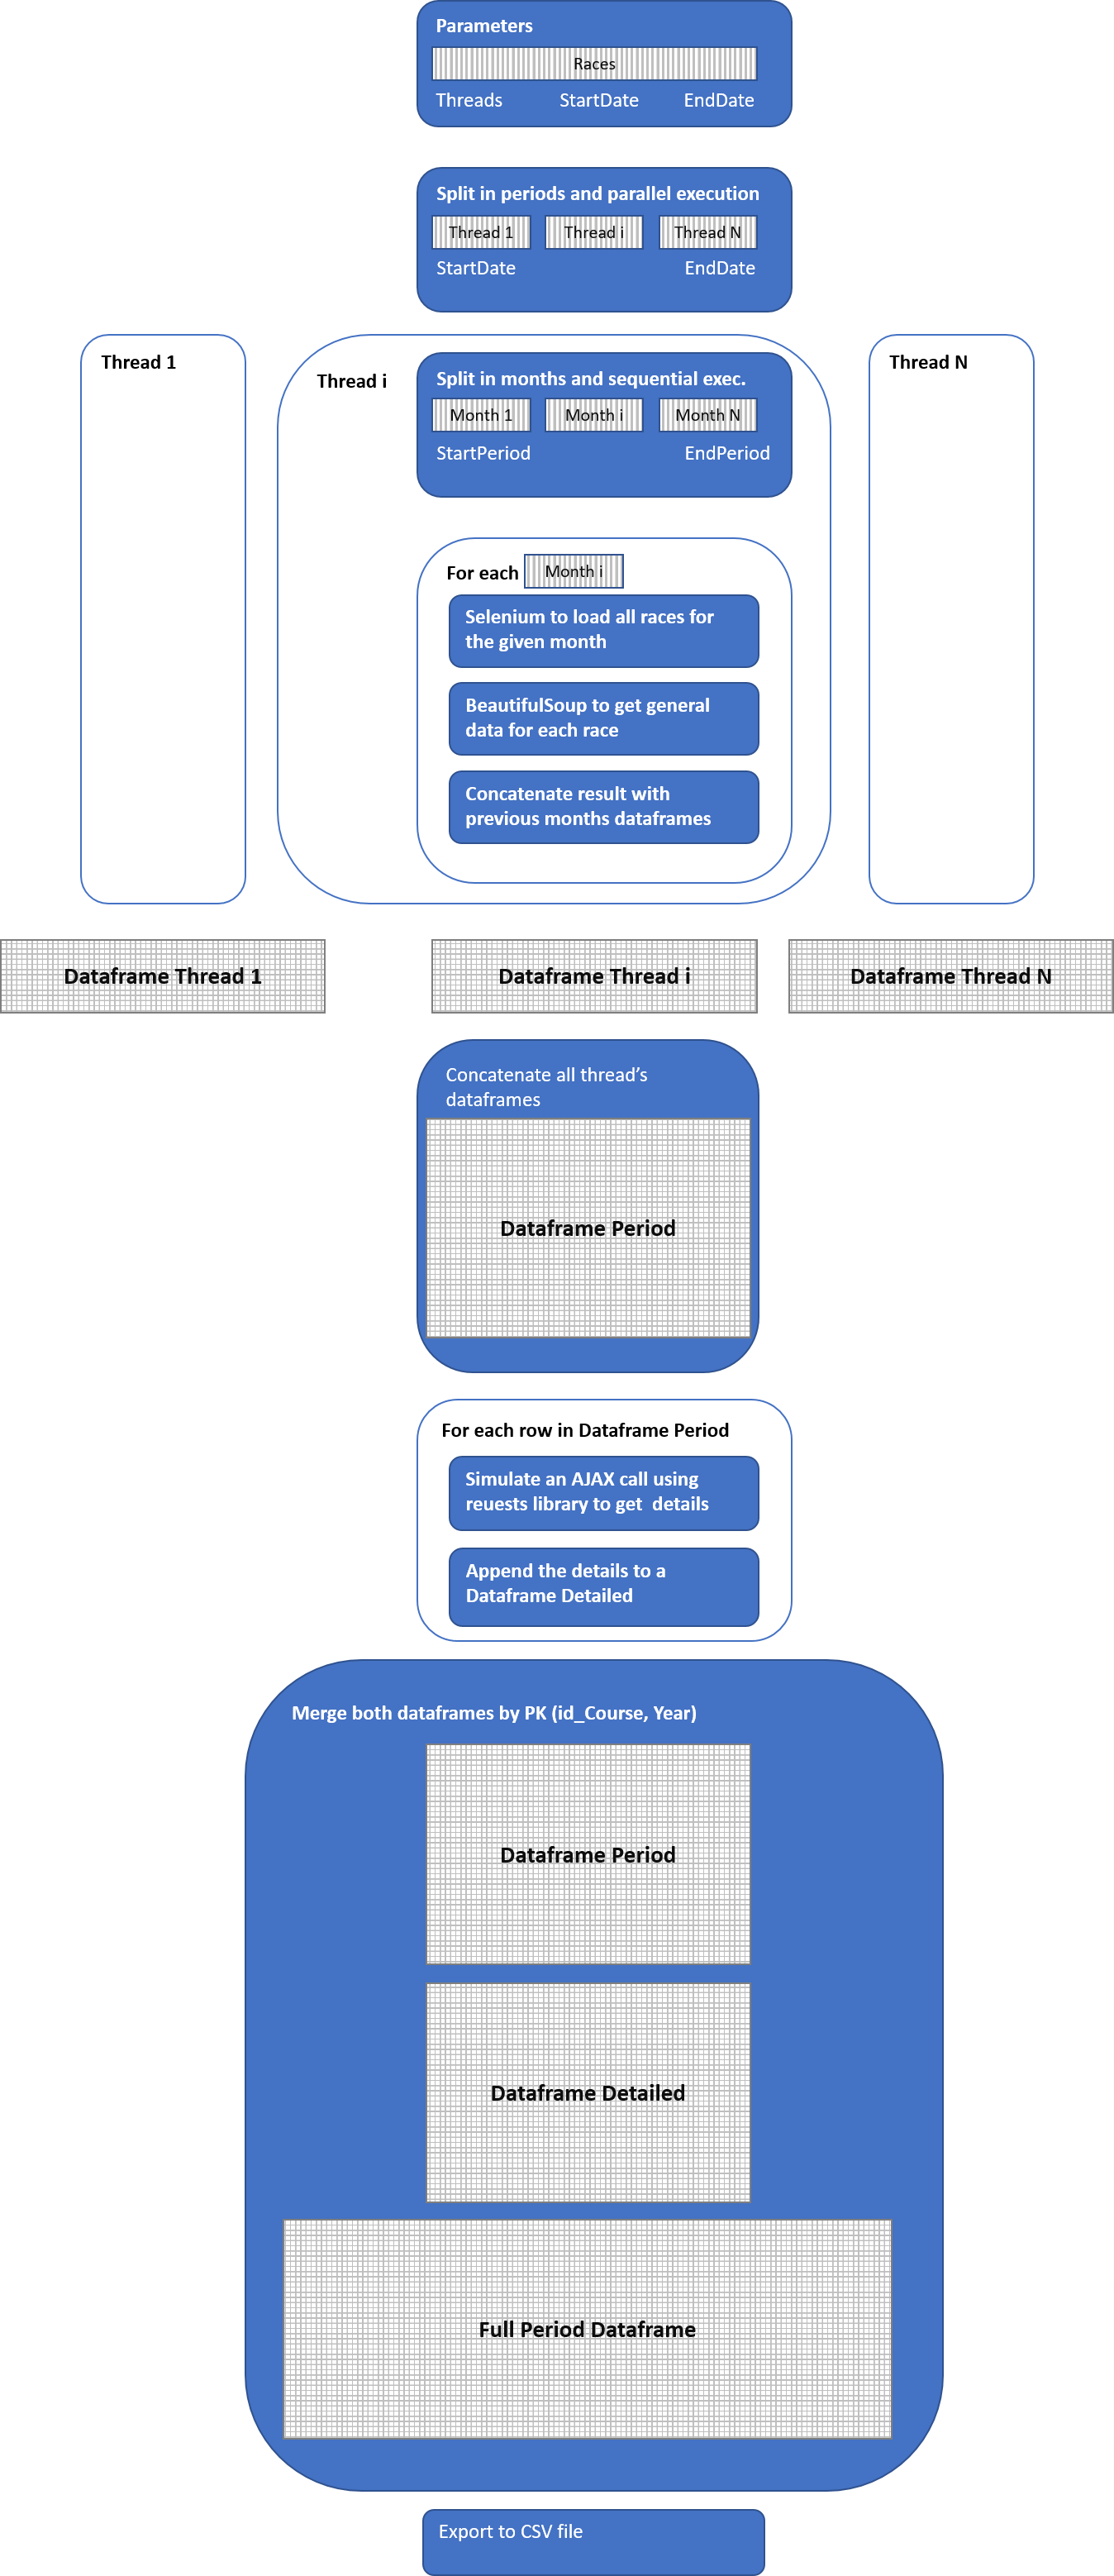 Parameters
Races
Threads StartDate EndDate
Split in periods and parallel execution
Thread 1 Thread i Thread N
StartDate EndDate
Thread 1
Thread i
Split in months and sequential exec.
Month 1 Month i Month N
StartPeriod EndPeriod
For each Month i
Selenium to load all races for
the given month
BeautifulSoup to get general
data for each race
Concatenate result with
previous months dataframes
Thread N
Dataframe Thread 1 Dataframe Thread i Dataframe Thread N
Concatenate all thread’s
dataframes
Dataframe Period
For each row in Dataframe Period
Simulate an AJAX call using
reuests library to get details
Append the details to a
Dataframe Detailed
Merge both dataframes by PK (id_Course, Year)
Dataframe Period
Dataframe Detailed
Full Period Dataframe
Export to CSV file